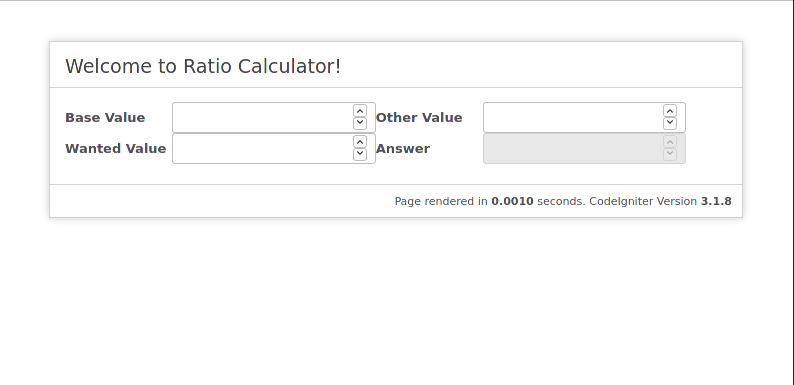 Welcome to Ratio Calculator!
Base Value Other Value
Wanted Value Answer
Page rendered in 0.0010 seconds. CodeIgniter Version 3.1.8